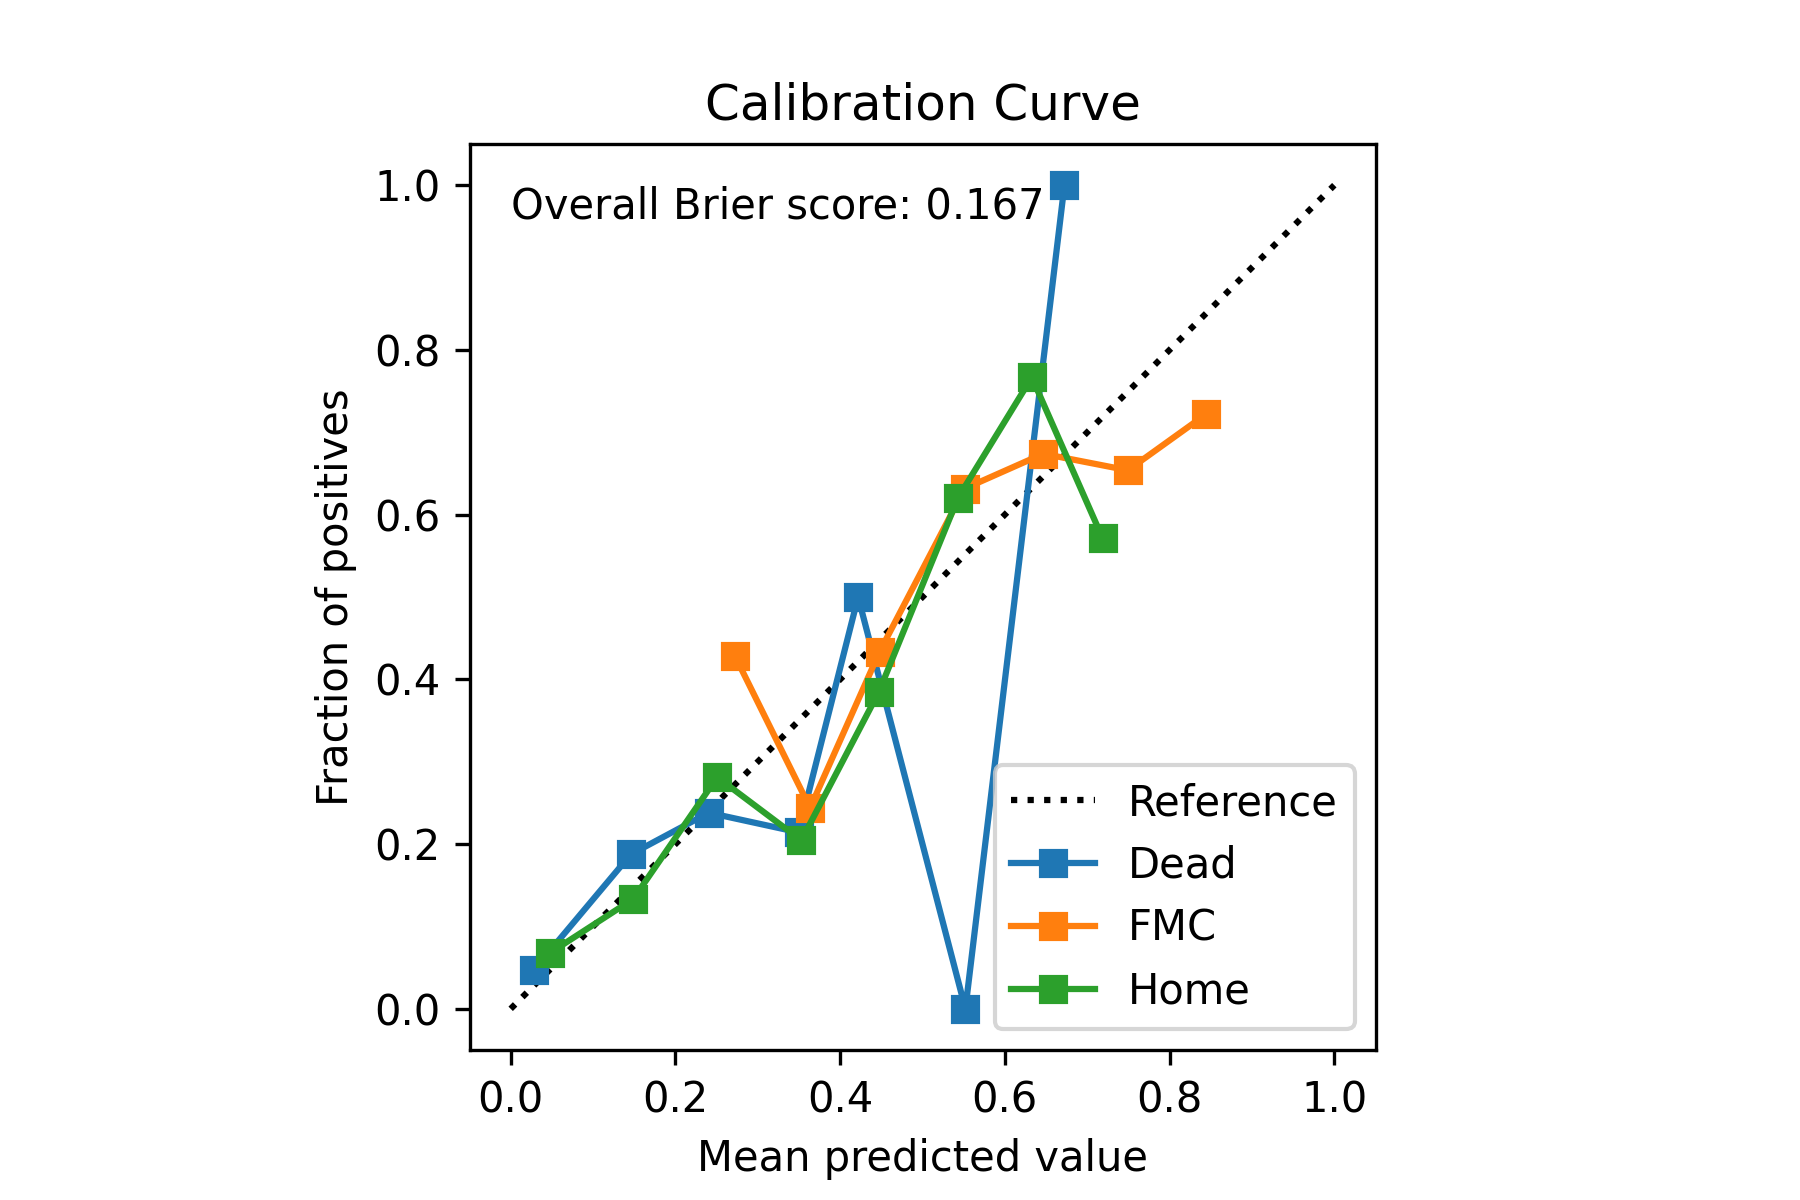 Calibration Curve
Overall Brier score: 0.167
1.0
0.8
0.6
0.4
0.2
0.0
Fraction of positives
Reference
Dead
FMC
Home
0.0 0.2 0.4 0.6 0.8 1.0
Mean predicted value